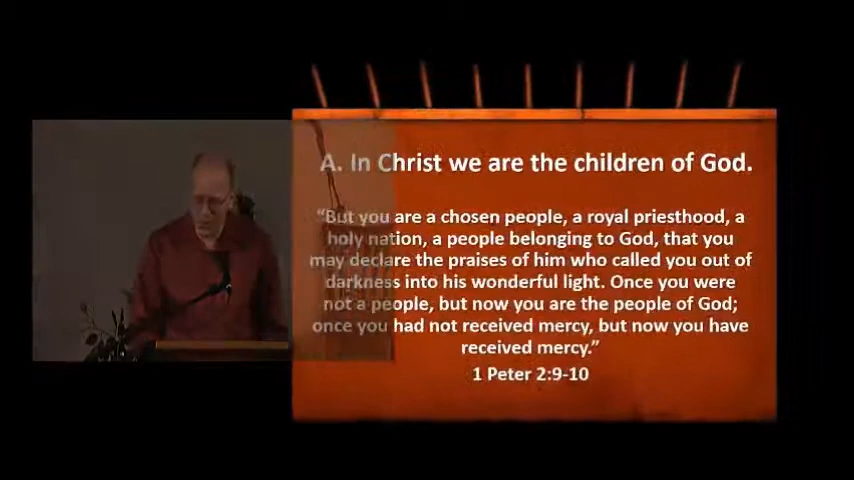 A. In Christ we are the children of God.
“But you are a chosen people, a royal priesthood, a
holy nation, a people belonging to God, that you
may declare the praises of him who called you out of
darkness into his wonderful light. Once you were
not a people, but now you are the people of God;
once you had not received mercy, but now you have
received mercy.”
1 Peter 2:9-10